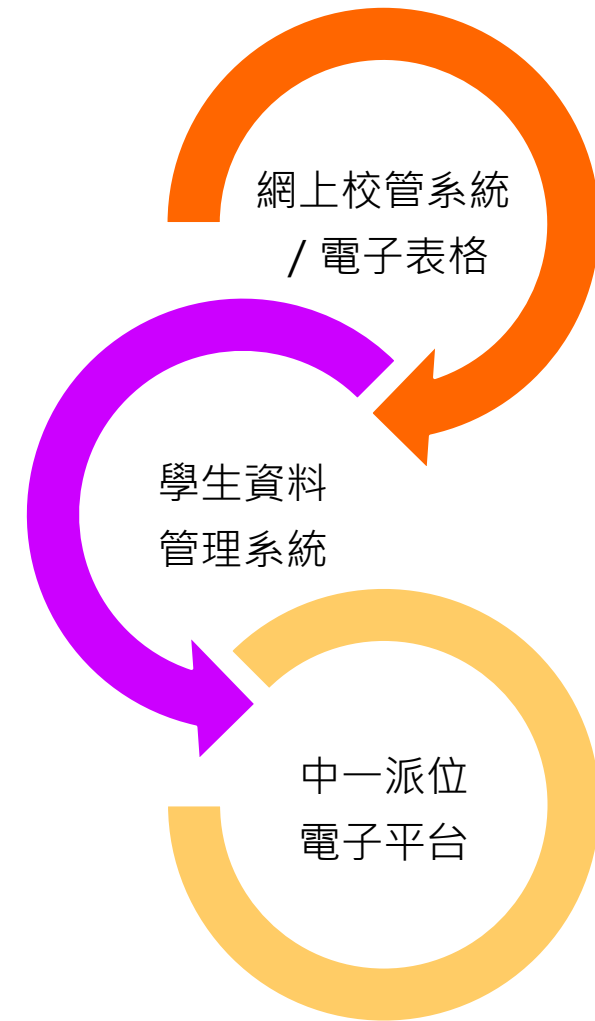 網上校管系統
/ 電子表格
學生資料
管理系統
中一派位
電子平台